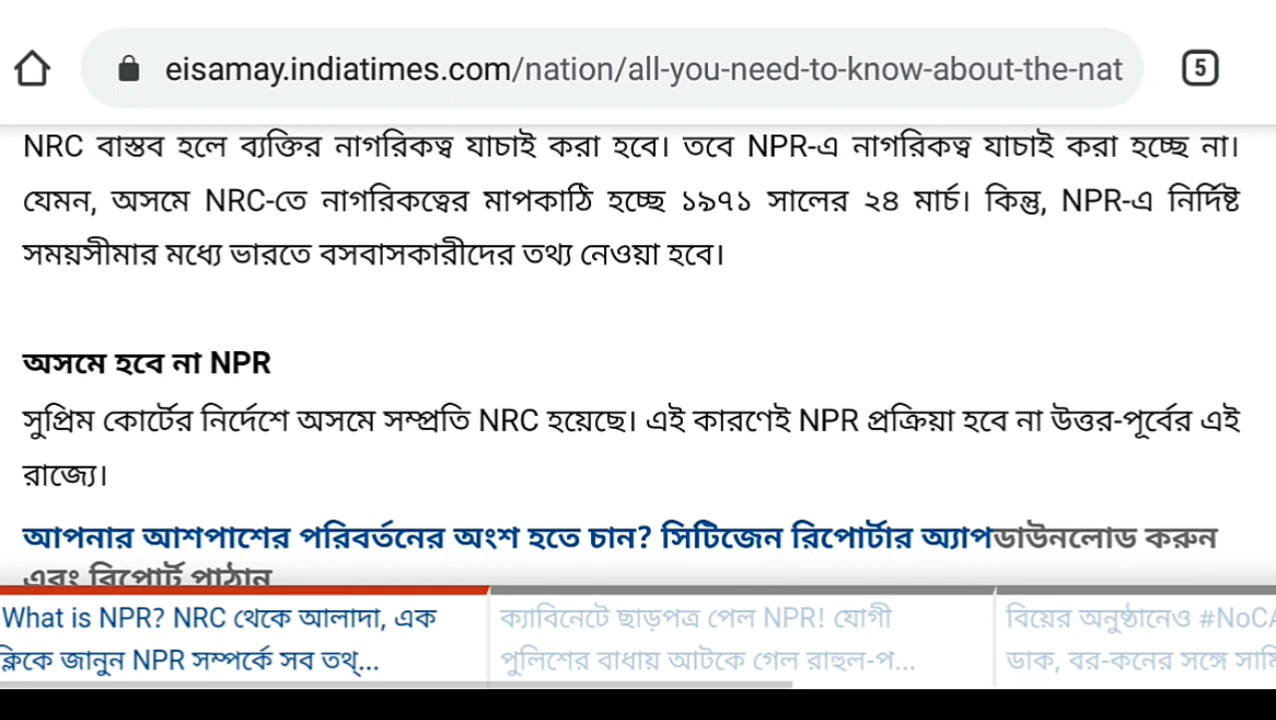 eisamay.indiatimes.com/nation/all-you-need-to-know-about-the-nat
5
NRC বাস্তব হলে ব্যক্তির নাগরিকত্ব যাচাই করা হবে। তবে NPR-এ নাগরিকত্ব যাচাই করা হচ্ছে না।
যেমন, অসমে NRC-তে নাগরিকত্বের মাপকাঠি হচ্ছে ১৯৭১ সালের ২৪ মার্চ। কিন্তু, NPR-এ নির্দিষ্ট
সময়সীমার মধ্যে ভারতে বসবাসকারীদের তথ্য নেওয়া হবে।
অসমে হবে না NPR
সুপ্রিম কোর্টের নির্দেশে অসমে সম্প্রতি NRC হয়েছে। এই কারণেই NPR প্রক্রিয়া হবে না উত্তর-পূর্বের এই
রাজ্যে।
আপনার আশপাশের পরিবর্তনের অংশ হতে চান? সিটিজেন রিপোর্টার অ্যাপডাউনলোড করুন
এবং রিপোর্ট পাঠান
What is NPR? NRC থেকে আলাদা, এক
ক্লিকে জানুন NPR সম্পর্কে সব তথ্...
ক্যাবিনেটে ছাড়পত্র পেল NPR! যোগী
পুলিশের বাধায় আটকে গেল রাহুল-প...
বিয়ের অনুষ্ঠানেও #NoCA
ডাক, বর-কনের সঙ্গে সামি